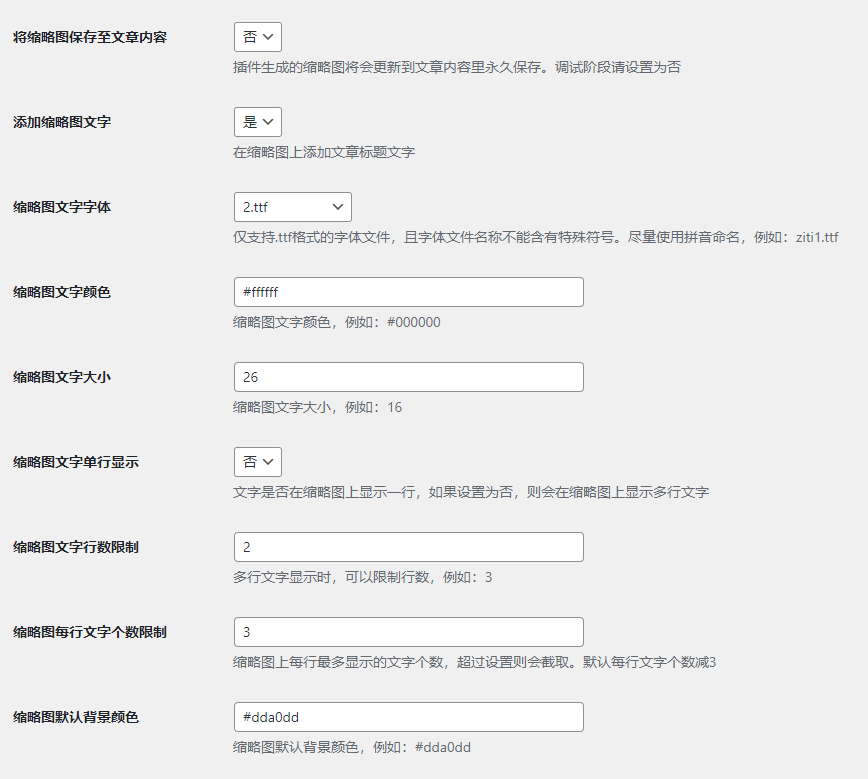 将缩略图保存至文章内容
否
插件生成的缩略图将会更新到文章内容里永久保存。调试阶段请设置为否
添加缩略图文字
是
在缩略图上添加文章标题文字
缩略图文字字体
2.ttf
仅支持.ttf格式的字体文件，且字体文件名称不能含有特殊符号。尽量使用拼音命名，例如：ziti1.ttf
缩略图文字颜色
#ffffff
缩略图文字颜色，例如：#000000
缩略图文字大小
26
缩略图文字大小，例如：16
缩略图文字单行显示
否
文字是否在缩略图上显示一行，如果设置为否，则会在缩略图上显示多行文字
缩略图文字行数限制
2
多行文字显示时，可以限制行数，例如：3
缩略图每行文字个数限制
3
缩略图上每行最多显示的文字个数，超过设置则会截取。默认每行文字个数减3
缩略图默认背景颜色
#dda0dd
缩略图默认背景颜色，例如：#dda0dd